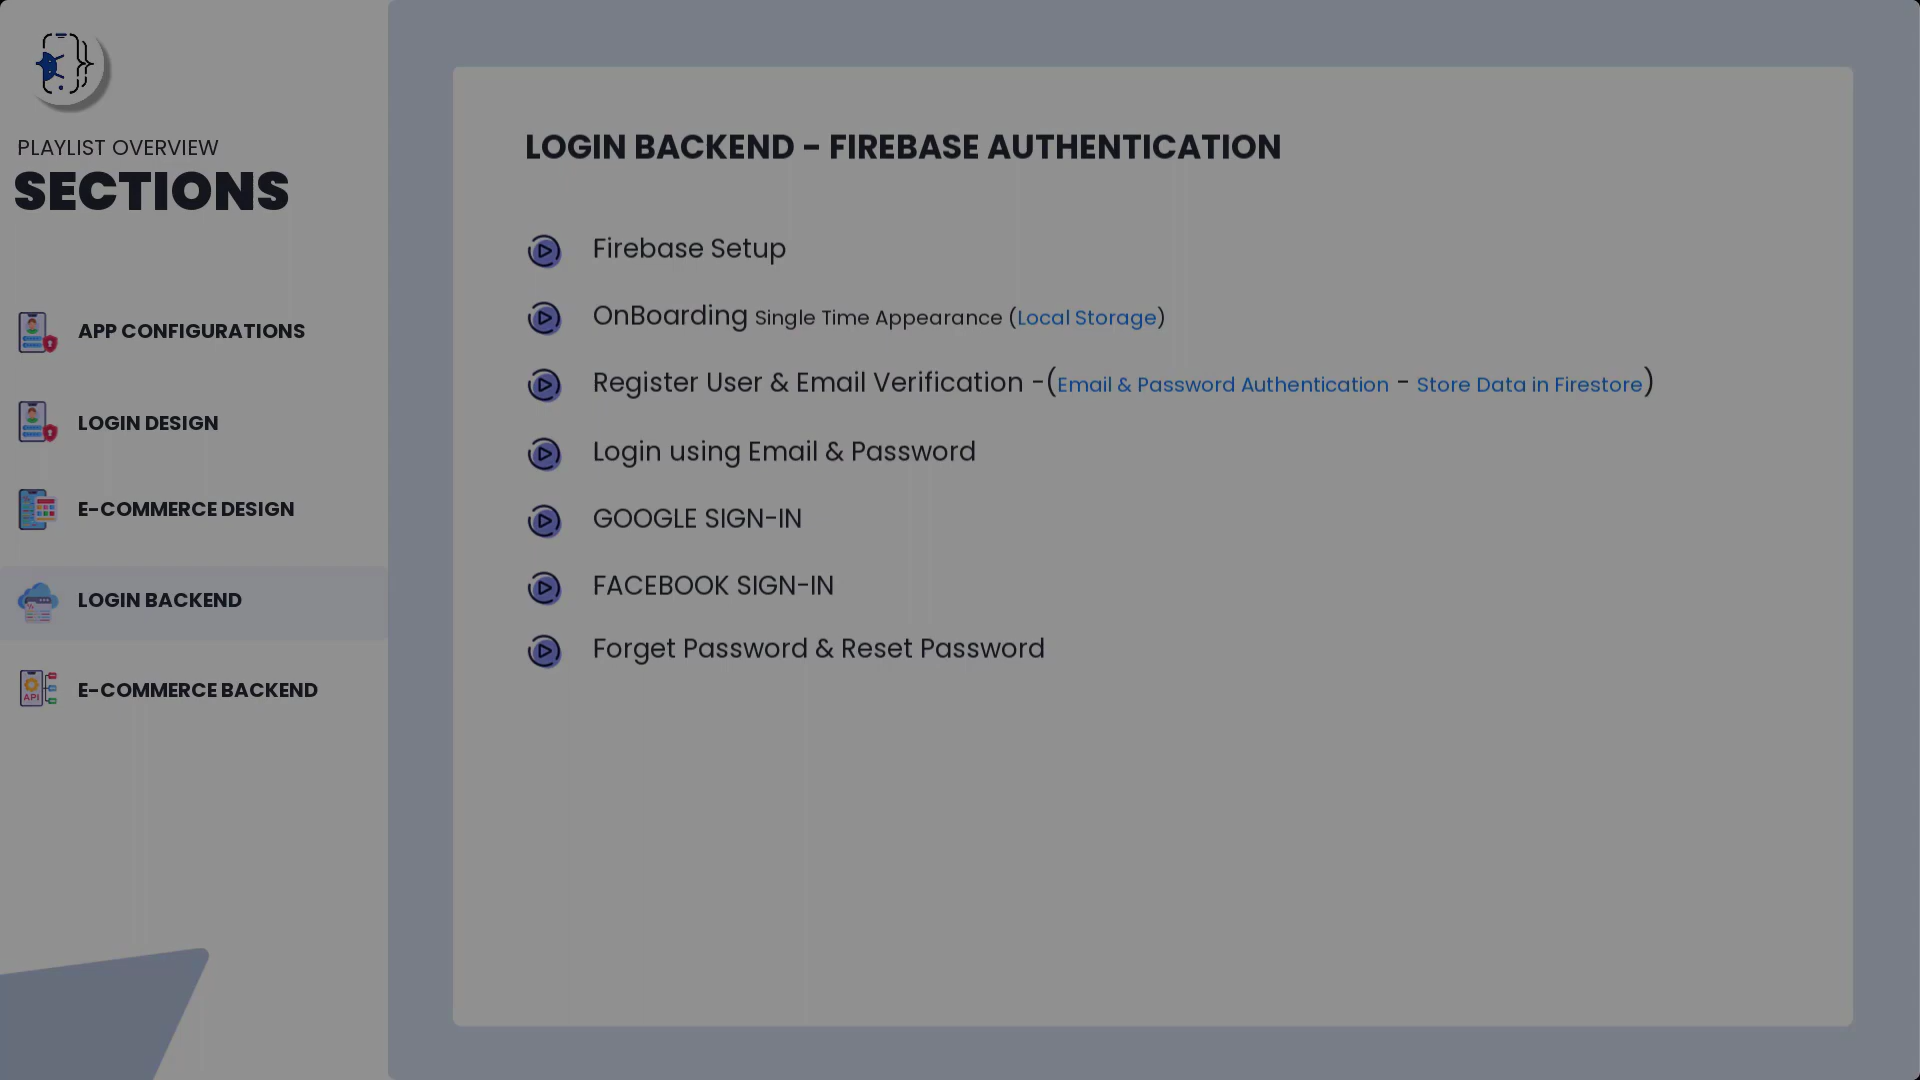 PLAYLIST OVERVIEW
SECTIONS
APP CONFIGURATIONS
LOGIN DESIGN
E-COMMERCE DESIGN
LOGIN BACKEND
API
E-COMMERCE BACKEND
LOGIN BACKEND - FIREBASE AUTHENTICATION
Firebase Setup
OnBoarding Single Time Appearance (Local Storage)
Register User & Email Verification -(Email & Password Authentication - Store Data in Firestore)
Login using Email & Password
GOOGLE SIGN-IN
FACEBOOK SIGN-IN
Forget Password & Reset Password